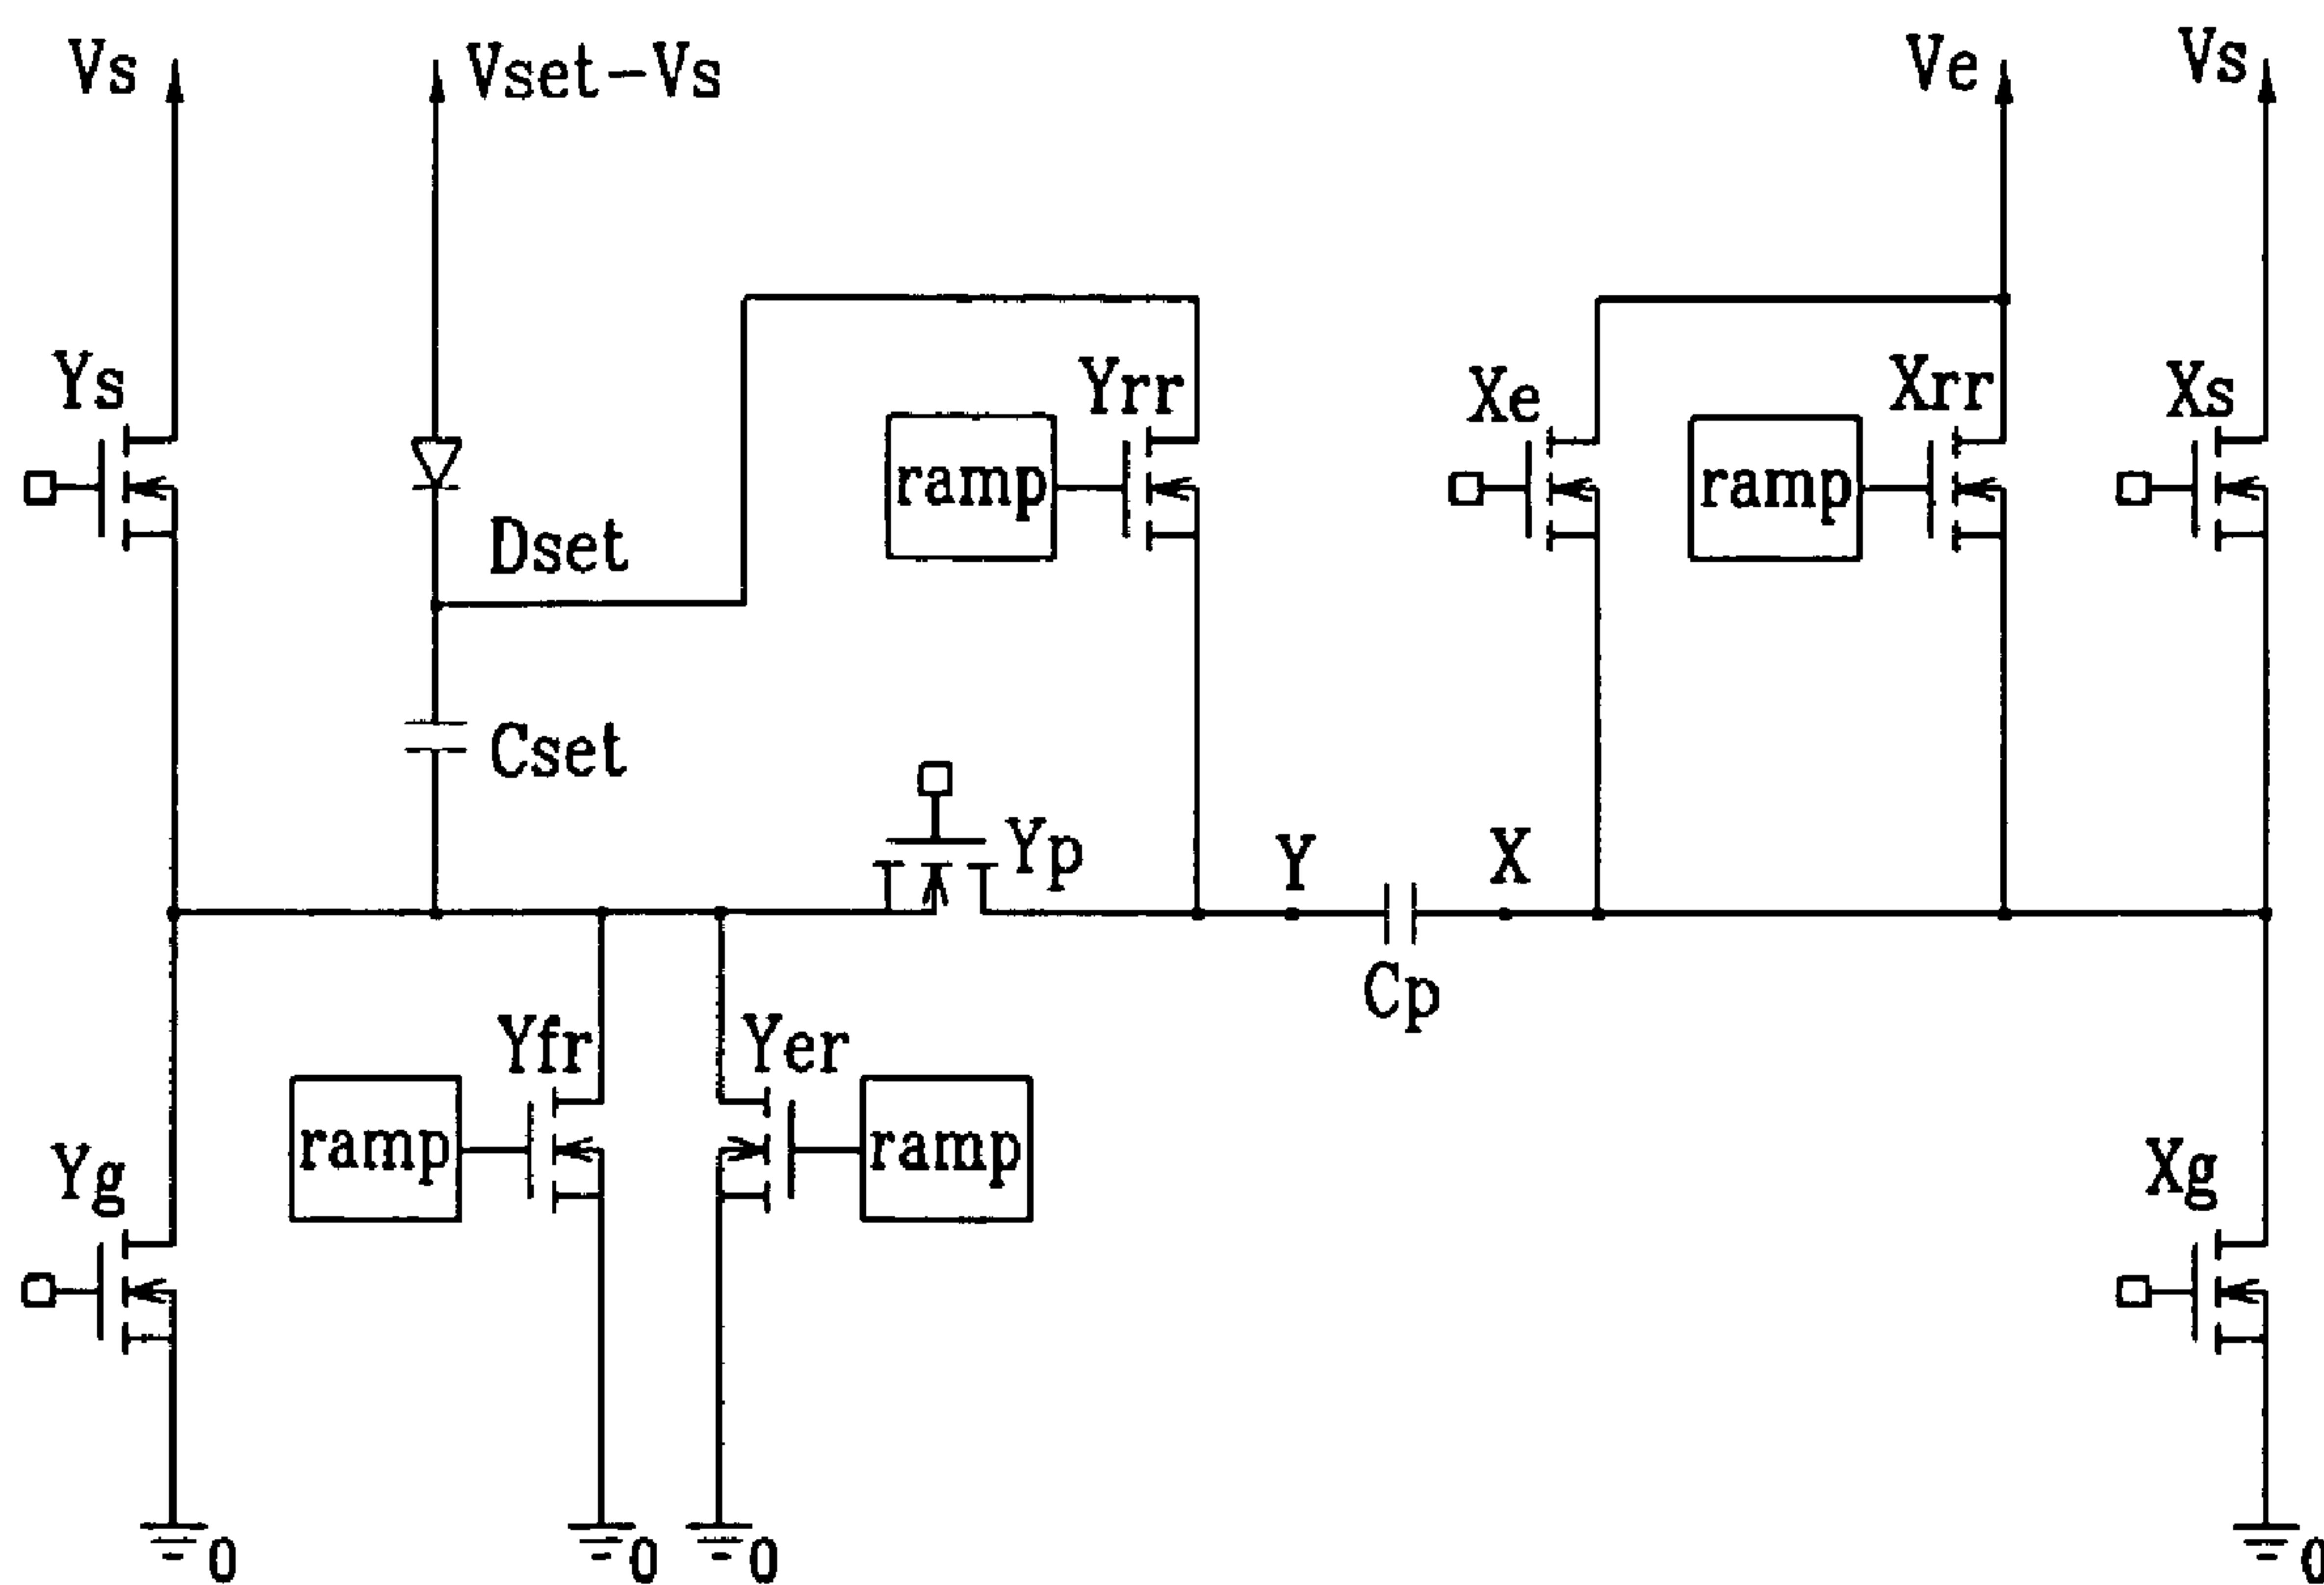 Vs
Vset-Vs
Ve
Vs
Ys
Yrr
Xe
Xrr
Xs
ramp
ramp
Dset
Cset
Yp
Y
X
Cp
Yfr
Yer
ramp
ramp
Yg
Xg
0
0
0
0